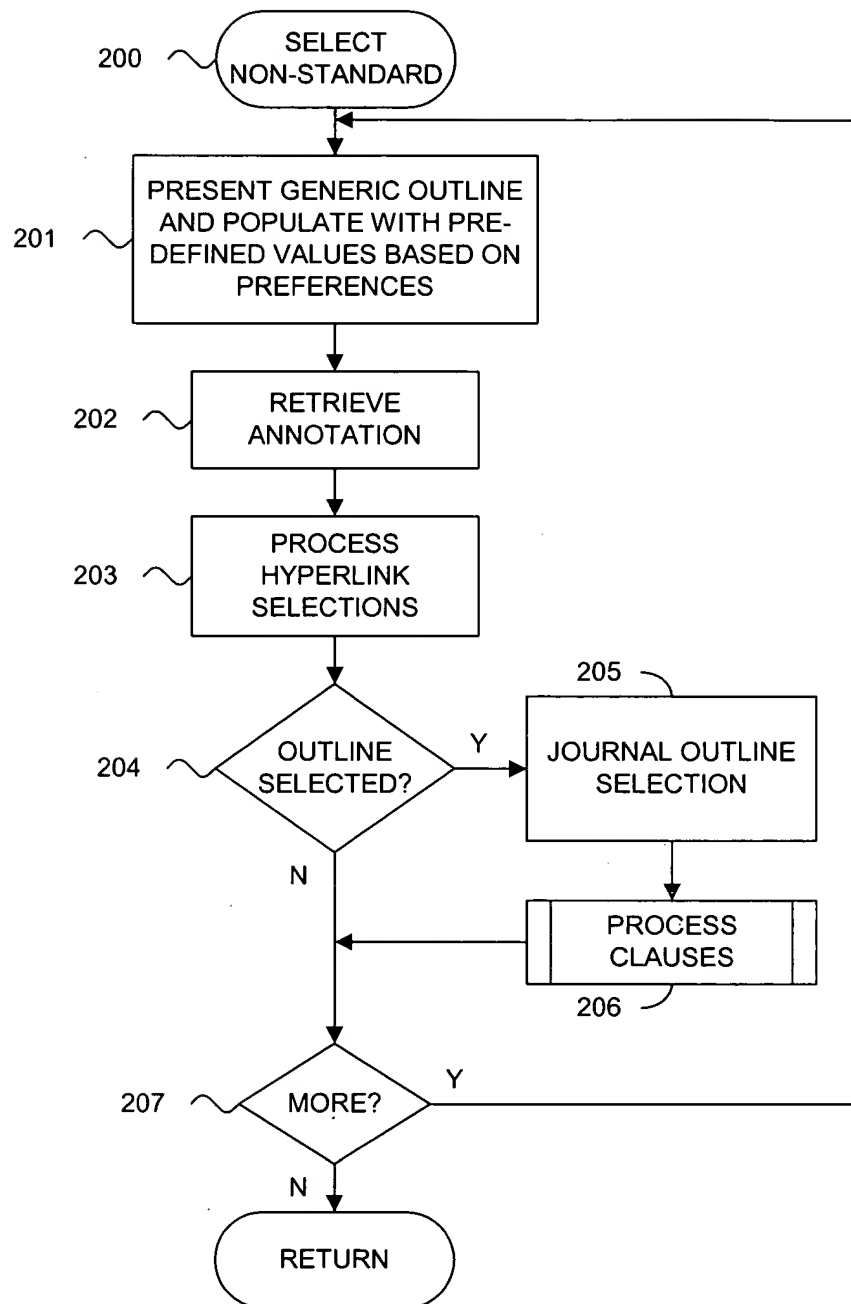 200
SELECT
NON-STANDARD
201
PRESENT GENERIC OUTLINE
AND POPULATE WITH PRE-
DEFINED VALUES BASED ON
PREFERENCES
202
RETRIEVE
ANNOTATION
203
PROCESS
HYPERLINK
SELECTIONS
204
OUTLINE
SELECTED?
Y
205
JOURNAL OUTLINE
SELECTION
N
PROCESS
CLAUSES
206
207
MORE?
Y
N
RETURN